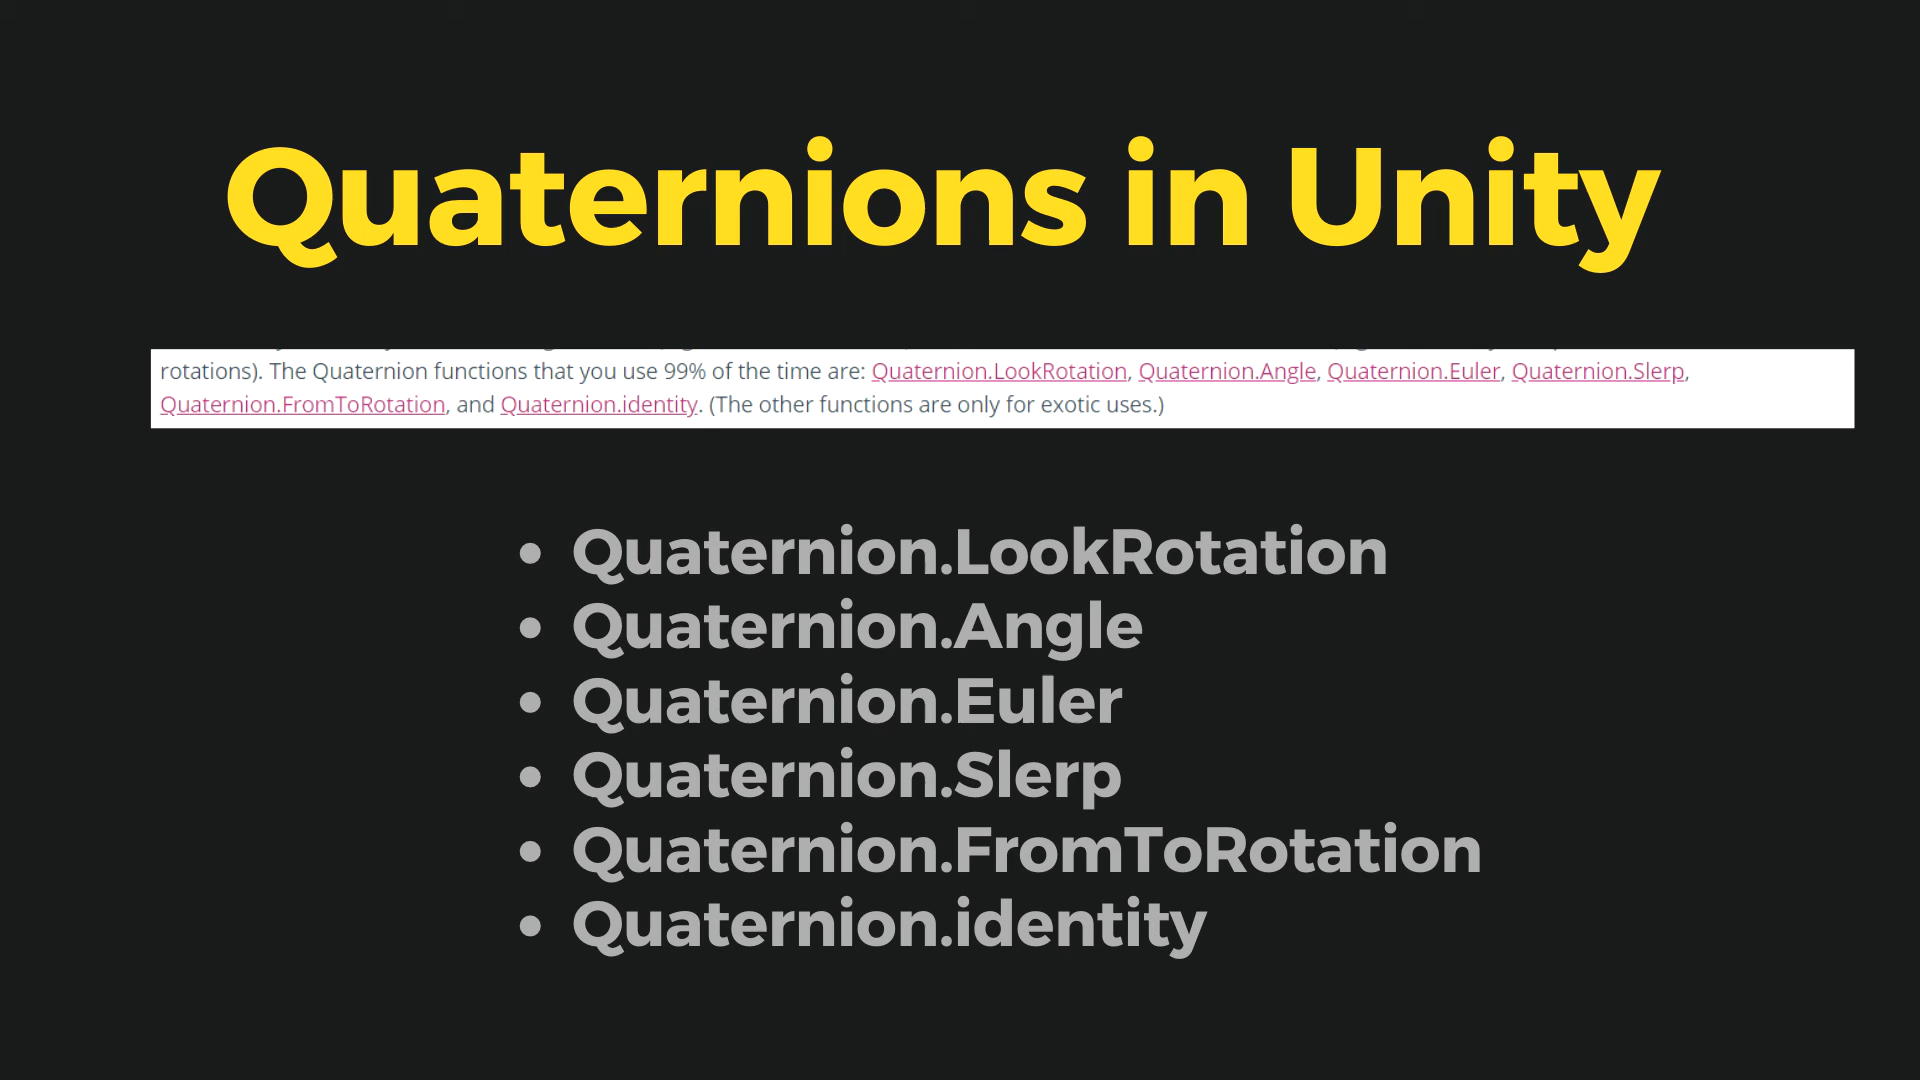 Quaternions in Unity
rotations). The Quaternion functions that you use 99% of the time are: Quaternion.LookRotation, Quaternion.Angle, Quaternion.Euler, Quaternion.Slerp,
Quaternion.FromToRotation, and Quaternion.identity. (The other functions are only for exotic uses.)
• Quaternion.LookRotation
• Quaternion.Angle
• Quaternion.Euler
• Quaternion.Slerp
• Quaternion.FromToRotation
• Quaternion.identity